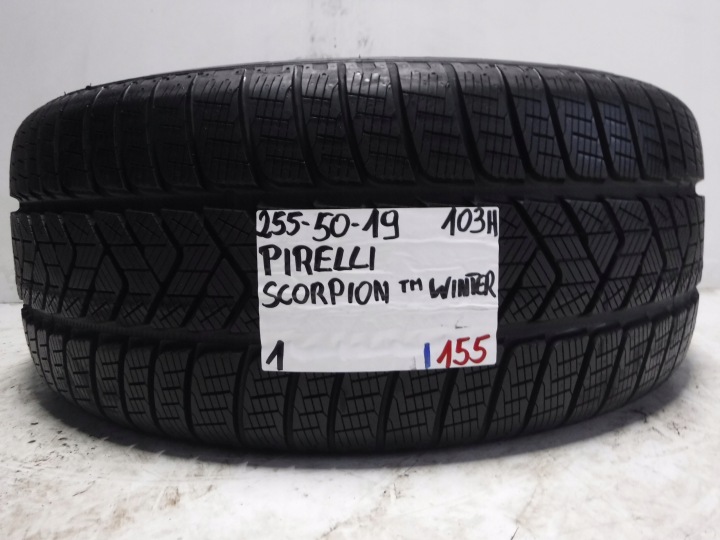 255-50-19 103H
PIRELLI
SCORPION ™ WINTER
1 155